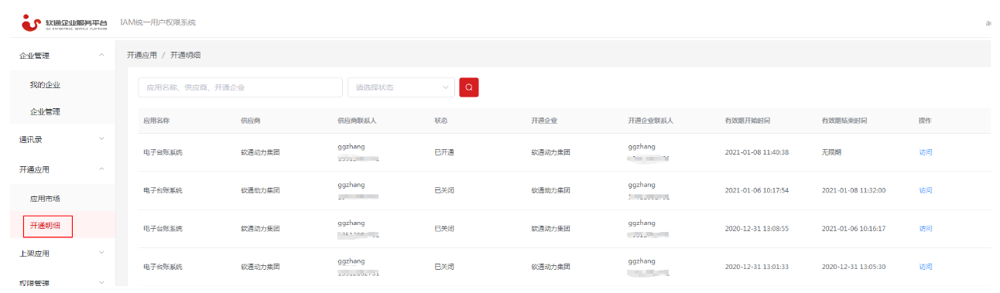 软通企业服务平台 IAM统一用户权限系统
ISS ENTERPRISE SERVICE PLATFORM
企业管理
我的企业
企业管理
通讯录
开通应用
应用市场
开通明细
上架应用
权限管理
开通应用 / 开通明细
应用名称、供应商、开通企业 请选择状态
应用名称 供应商 供应商联系人 状态 开通企业 开通企业联系人 有效期开始时间 有效期结束时间 操作
电子台账系统 软通动力集团 ggzhang 已开通 软通动力集团 ggzhang 2021-01-08 11:40:38 无限期 访问
电子台账系统 软通动力集团 ggzhang 已关闭 软通动力集团 ggzhang 2021-01-06 10:17:54 2021-01-08 11:32:00 访问
电子台账系统 软通动力集团 ggzhang 已关闭 软通动力集团 ggzhang 2020-12-31 13:08:55 2021-01-06 10:16:17 访问
电子台账系统 软通动力集团 ggzhang 已关闭 软通动力集团 ggzhang 2020-12-31 13:01:33 2020-12-31 13:05:30 访问